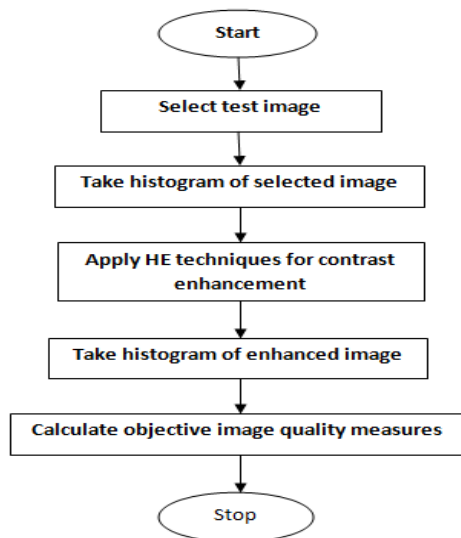 Start
Select test image
Take histogram of selected image
Apply HE techniques for contrast
enhancement
Take histogram of enhanced image
Calculate objective image quality measures
Stop